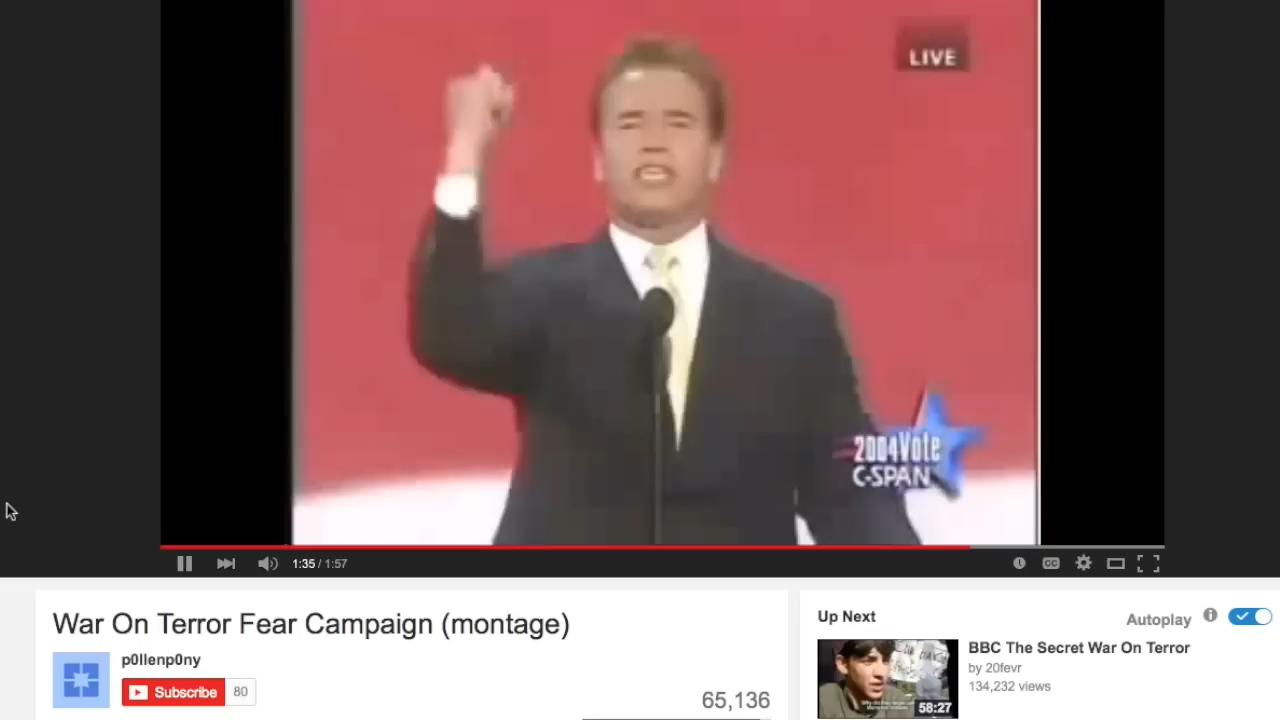 LIVE
2004Vote
C-SPAN
1:35 / 1:57
CC
War On Terror Fear Campaign (montage)
p0llenp0ny
Subscribe 80
65,136
Up Next
Autoplay
BBC The Secret War On Terror
by 20fevr
134,232 views
58:27